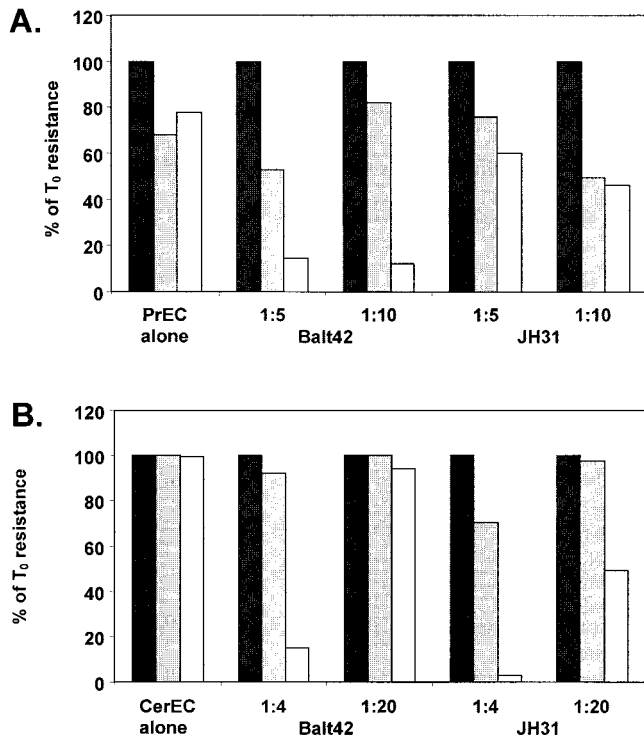 A.
% of T0 resistance
120
100
80
60
40
20
0
PrEC 1:5 1:10 1:5 1:10
alone Balt42 JH31
B.
% of T0 resistance
120
100
80
60
40
20
0
CerEC 1:4 1:20 1:4 1:20
alone Balt42 JH31